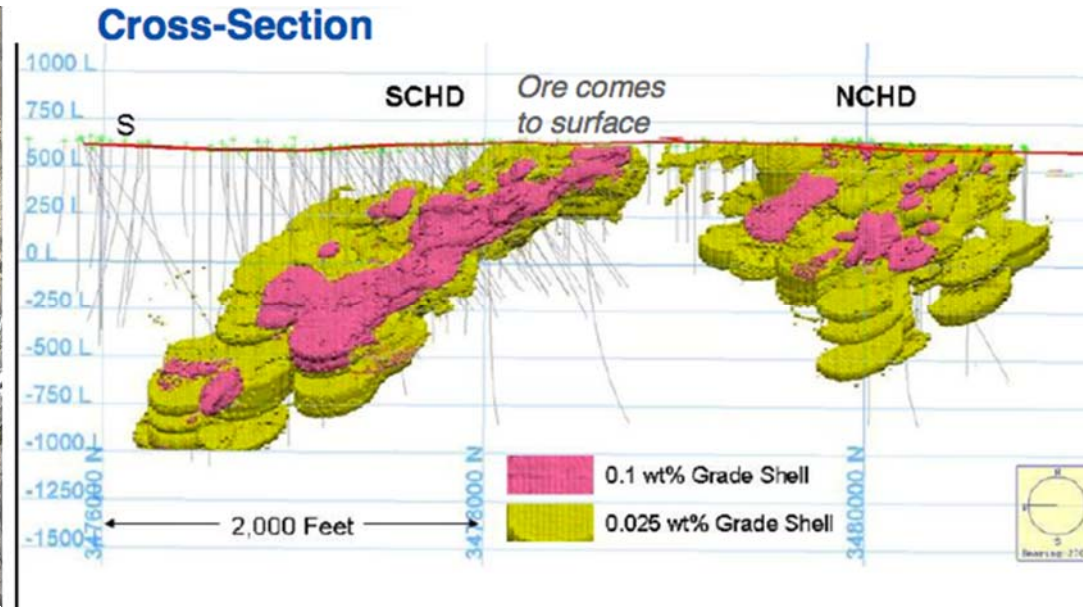 Cross-Section
1000 L
750 L
500 L
250 L
0 L
-250 L
-500 L
-750 L
-1000 L
-1250
-1500
S
SCHD
Ore comes
to surface
NCHD
3476000 N
3478000 N
3480000 N
2,000 Feet
0.1 wt% Grade Shell
0.025 wt% Grade Shell
N
S